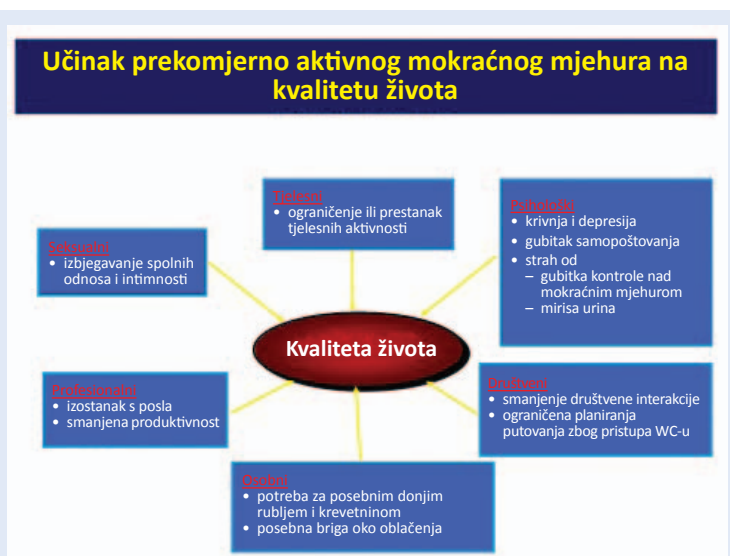 Učinak prekomjerno aktivnog mokraćnog mjehura na
kvalitetu života
Tjelesni
• ograničenje ili prestanak
tjelesnih aktivnosti
Psihološki
• krivnja i depresija
• gubitak samopoštovanja
• strah od
– gubitka kontrole nad
mokraćnim mjehurom
– mirisa urina
Seksualni
• izbjegavanje spolnih
odnosa i intimnosti
Kvaliteta života
Profesionalni
• izostanak s posla
• smanjena produktivnost
Društveni
• smanjenje društvene interakcije
• ograničena planiranja
putovanja zbog pristupa WC-u
Osobni
• potreba za posebnim donjim
rubljem i krevetninom
• posebna briga oko oblačenja